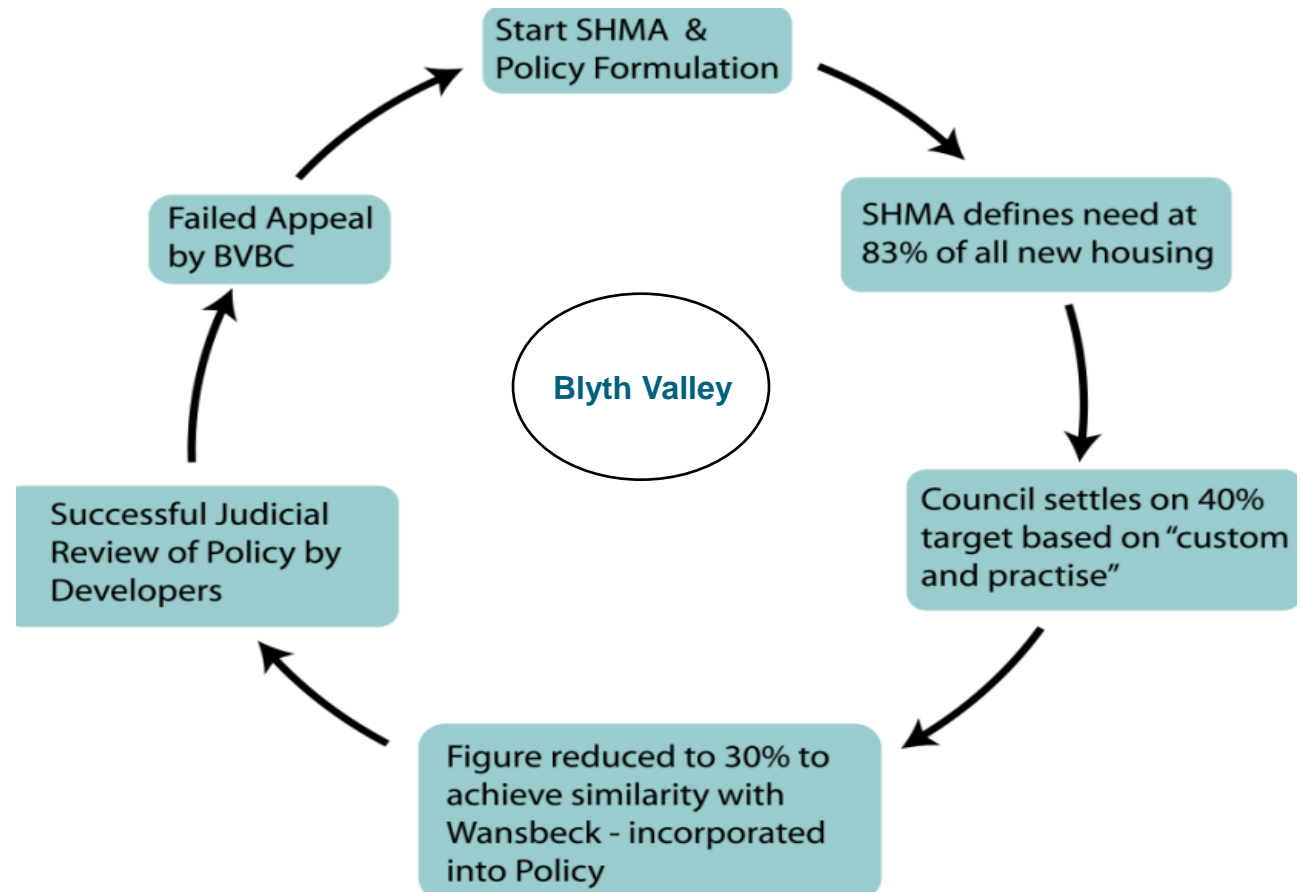 Start SHMA &
Policy Formulation
SHMA defines need at
83% of all new housing
Council settles on 40%
target based on “custom
and practise”
Figure reduced to 30% to
achieve similarity with
Wansbeck - incorporated
into Policy
Successful Judicial
Review of Policy by
Developers
Failed Appeal
by BVBC
Blyth Valley